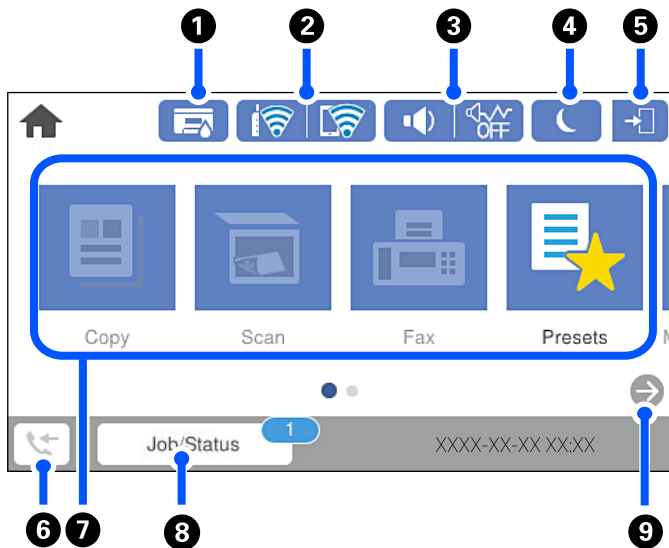 1 2 3 4 5
OFF
Copy Scan Fax Presets M
Job/Status 1 XXXX-XX-XX XX:XX
6 7 8 9